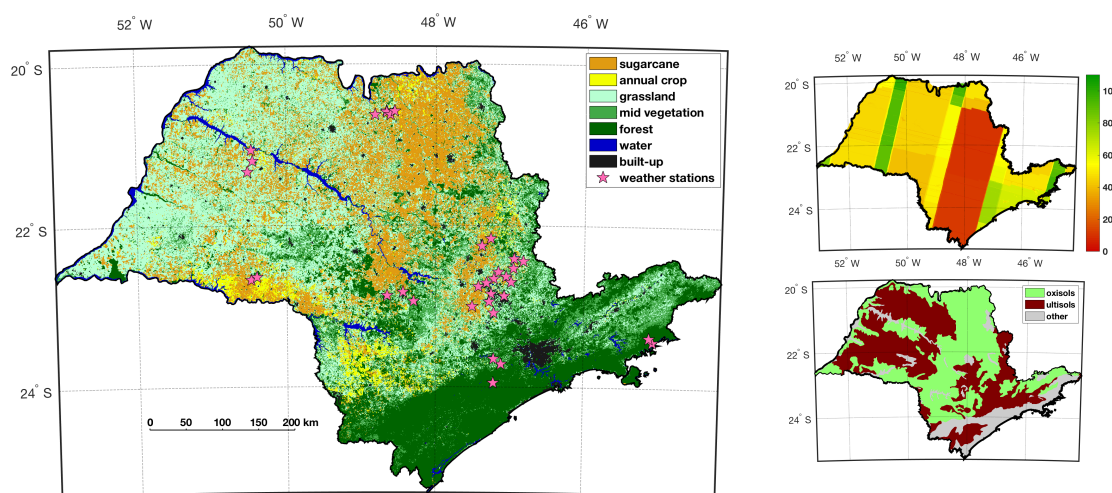 52° W 50° W 48° W 46° W
20° S
22° S
24° S
sugarcane
annual crop
grassland
mid vegetation
forest
water
built-up
weather stations
0 50 100 150 200 km
52° W 50° W 48° W 46° W
20° S
22° S
24° S
80
60
40
20
0
52° W 50° W 48° W 46° W
20° S
22° S
24° S
oxisols
ultisols
other